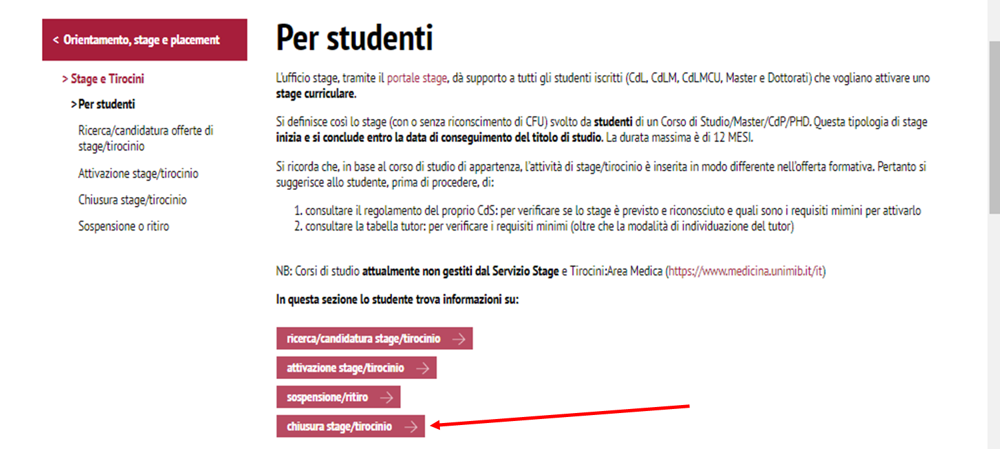 < Orientamento, stage e placement
> Stage e Tirocini
> Per studenti
Ricerca/candidatura offerte di
stage/tirocinio
Attivazione stage/tirocinio
Chiusura stage/tirocinio
Sospensione o ritiro
Per studenti
L'ufficio stage, tramite il portale stage, dà supporto a tutti gli studenti iscritti (CdL, CdLM, CdLMCU, Master e Dottorati) che vogliano attivare uno
stage curriculare.
Si definisce così lo stage (con o senza riconscimento di CFU) svolto da studenti di un Corso di Studio/Master/CdP/PHD. Questa tipologia di stage
inizia e si conclude entro la data di conseguimento del titolo di studio. La durata massima è di 12 MESI.
Si ricorda che, in base al corso di studio di appartenza, l'attività di stage/tirocinio è inserita in modo differente nell'offerta formativa. Pertanto si
suggerisce allo studente, prima di procedere, di:
1. consultare il regolamento del proprio CdS: per verificare se lo stage è previsto e riconosciuto e quali sono i requisiti mimini per attivarlo
2. consultare la tabella tutor: per verificare i requisiti minimi (oltre che la modalità di individuazione del tutor)
NB: Corsi di studio attualmente non gestiti dal Servizio Stage e Tirocini:Area Medica (https://www.medicina.unimib.it/it)
In questa sezione lo studente trova informazioni su:
ricerca/candidatura stage/tirocinio →
attivazione stage/tirocinio →
sospensione/ritiro →
chiusura stage/tirocinio →